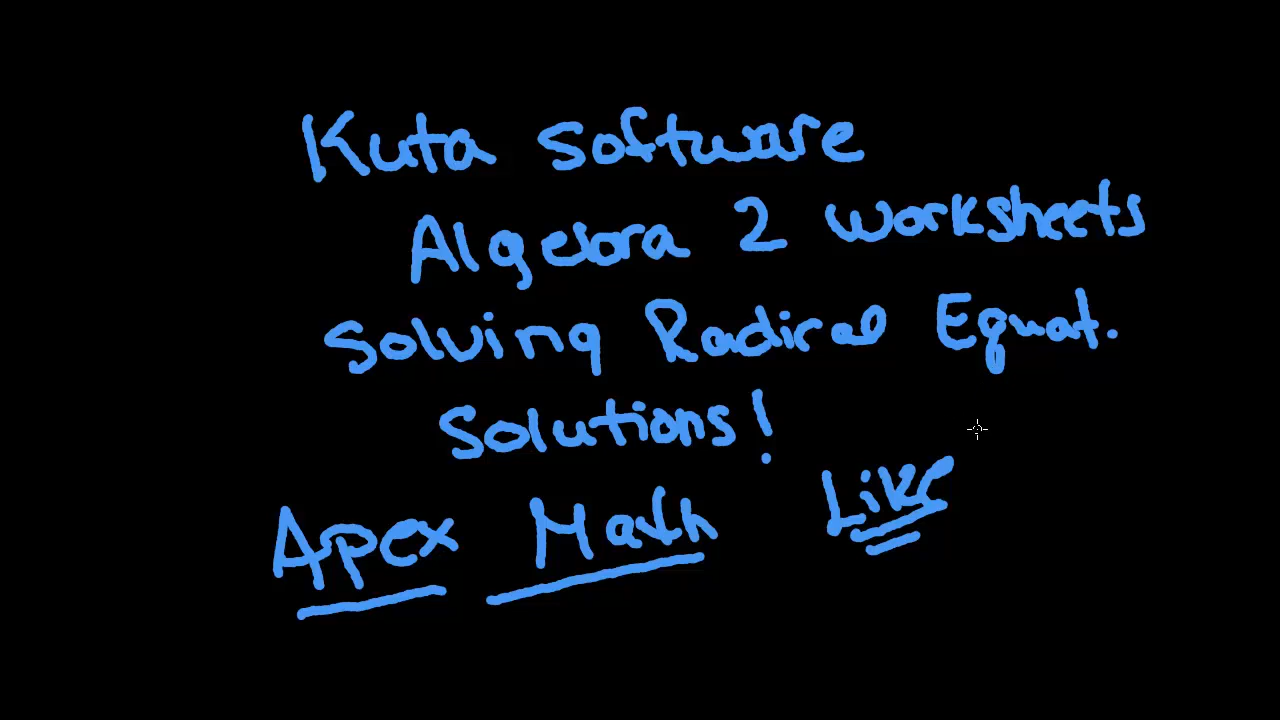 Kuta Software
Algebra 2 Worksheets
Solving Radical Equat.
Solutions!
Apex Math Like